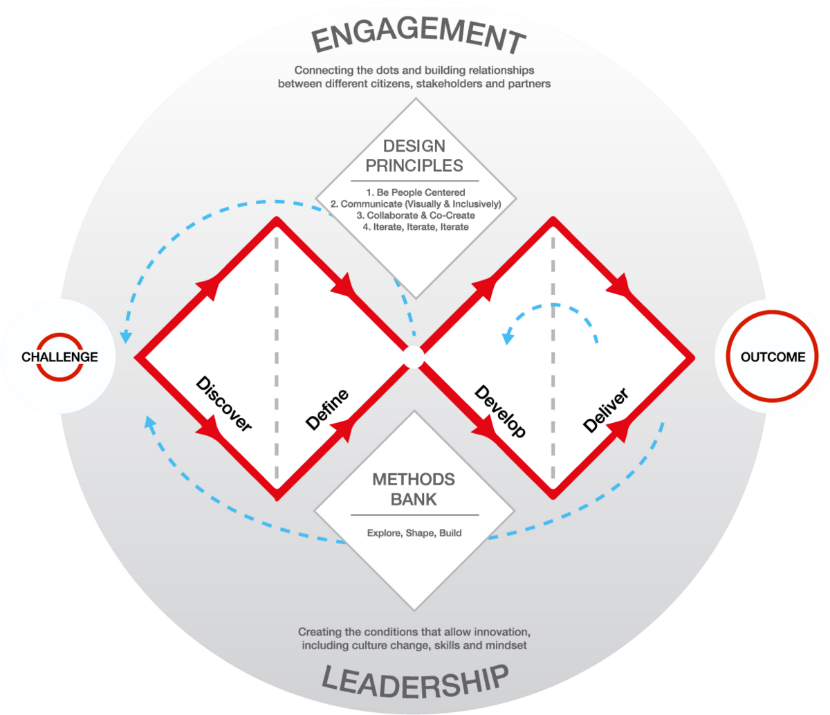 ENGAGEMENT
Connecting the dots and building relationships
between different citizens, stakeholders and partners
DESIGN
PRINCIPLES
1. Be People Centered
2. Communicate (Visually & Inclusively)
3. Collaborate & Co-Create
4. Iterate, Iterate, Iterate
CHALLENGE
OUTCOME
Discover
Define
Develop
Deliver
METHODS
BANK
Explore, Shape, Build
Creating the conditions that allow innovation,
including culture change, skills and mindset
LEADERSHIP